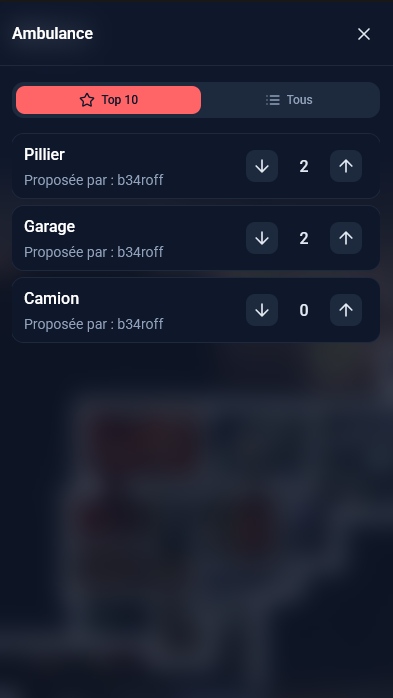 Ambulance
Top 10
Tous
Pillier
Proposée par : b34roff
2
Garage
Proposée par : b34roff
2
Camion
Proposée par : b34roff
0